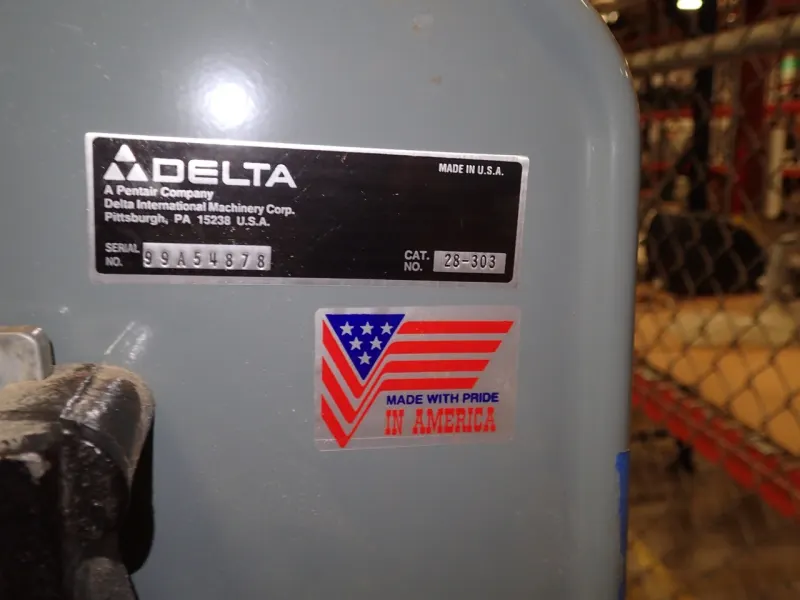 DELTA
MADE IN U.S.A.
A Pentair Company
Delta International Machinery Corp.
Pittsburgh, PA 15238 U.S.A.
SERIAL NO. 99A54878
CAT. NO. 28-303
MADE WITH PRIDE
IN AMERICA